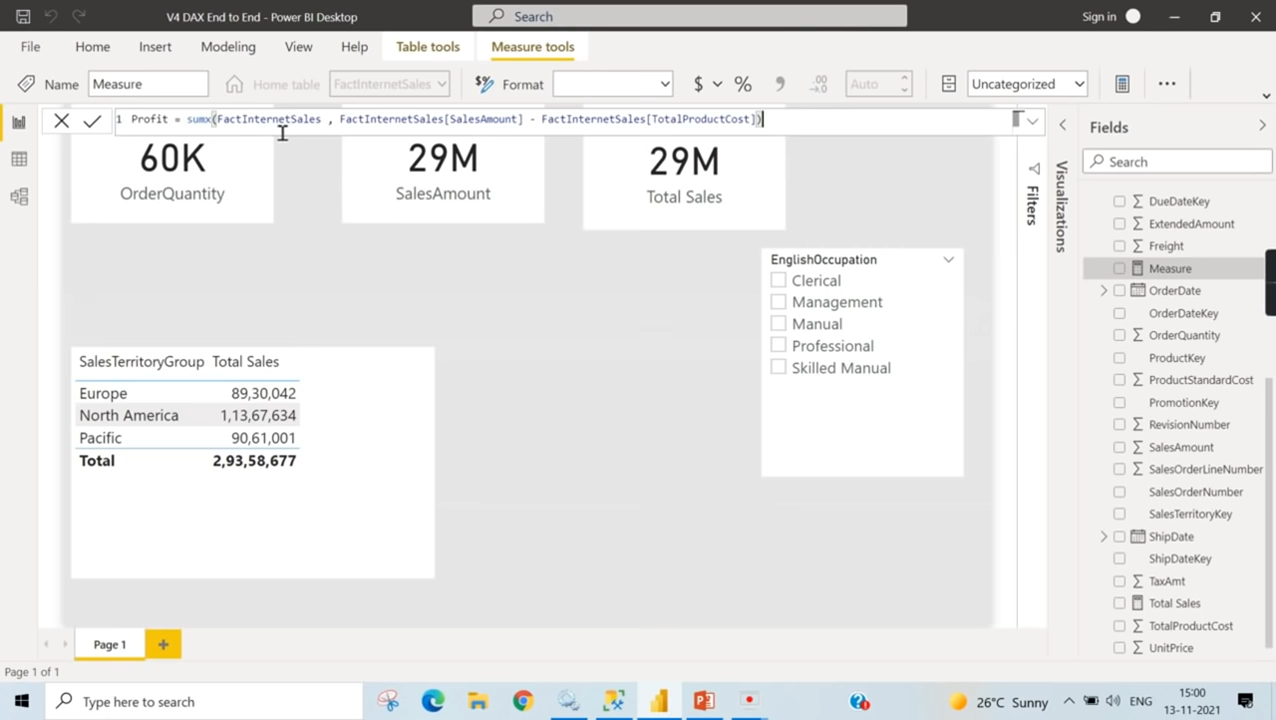 V4 DAX End to End - Power BI Desktop
Search
Sign in
File Home Insert Modeling View Help Table tools Measure tools
Name Measure Home table FactInternetSales Format $ % Auto Uncategorized
1 Profit = sumx(FactInternetSales , FactInternetSales[SalesAmount] - FactInternetSales[TotalProductCost])
60K
OrderQuantity
29M
SalesAmount
29M
Total Sales
EnglishOccupation
Clerical
Management
Manual
Professional
Skilled Manual
SalesTerritoryGroup Total Sales
Europe 89,30,042
North America 1,13,67,634
Pacific 90,61,001
Total 2,93,58,677
Filters
Visualizations
Fields
Search
DueDateKey
ExtendedAmount
Freight
Measure
OrderDate
OrderDateKey
OrderQuantity
ProductKey
ProductStandardCost
PromotionKey
RevisionNumber
SalesAmount
SalesOrderLineNumber
SalesOrderNumber
SalesTerritoryKey
ShipDate
ShipDateKey
TaxAmt
Total Sales
TotalProductCost
UnitPrice
Page 1
Page 1 of 1
Type here to search
26°C Sunny
ENG
15:00
13-11-2021